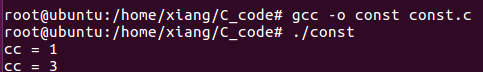 root@ubuntu:/home/xiang/C_code# gcc -o const const.c
root@ubuntu:/home/xiang/C_code# ./const
cc = 1
cc = 3